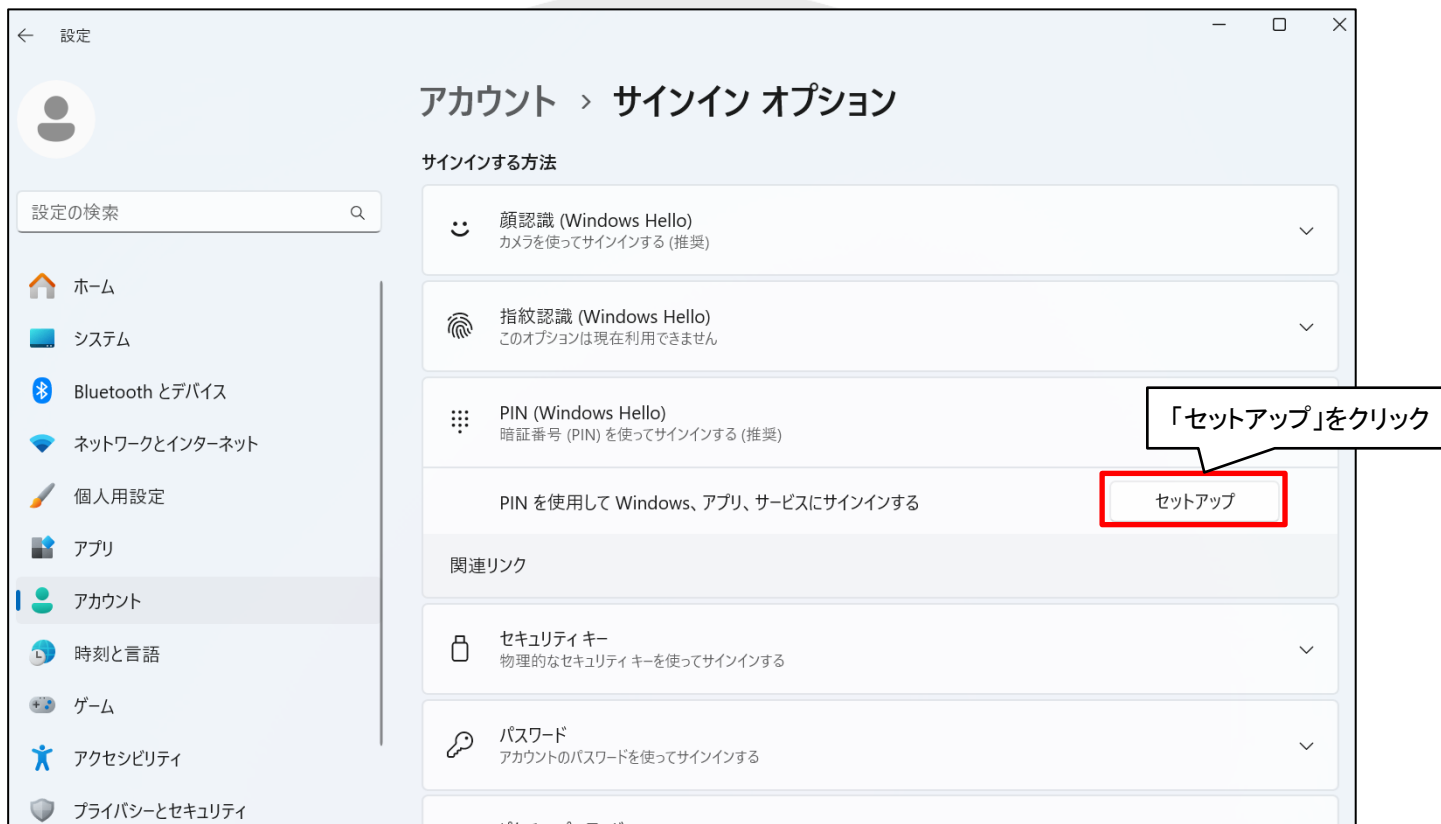 設定
アカウント › サインイン オプション
サインインする方法
設定の検索
顔認識 (Windows Hello)
カメラを使ってサインインする (推奨)
ホーム
指紋認識 (Windows Hello)
このオプションは現在利用できません
システム
Bluetooth とデバイス
PIN (Windows Hello)
暗証番号 (PIN) を使ってサインインする (推奨)
「セットアップ」をクリック
ネットワークとインターネット
個人用設定
PIN を使用して Windows、アプリ、サービスにサインインする
セットアップ
アプリ
関連リンク
アカウント
セキュリティ キー
物理的なセキュリティ キーを使ってサインインする
時刻と言語
ゲーム
パスワード
アカウントのパスワードを使ってサインインする
アクセシビリティ
プライバシーとセキュリティ